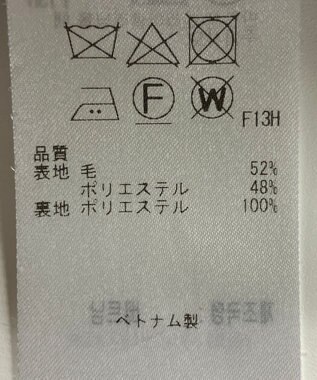 F
W
F13H
品質
表地 毛 52%
ポリエステル 48%
裏地 ポリエステル 100%
ベトナム製